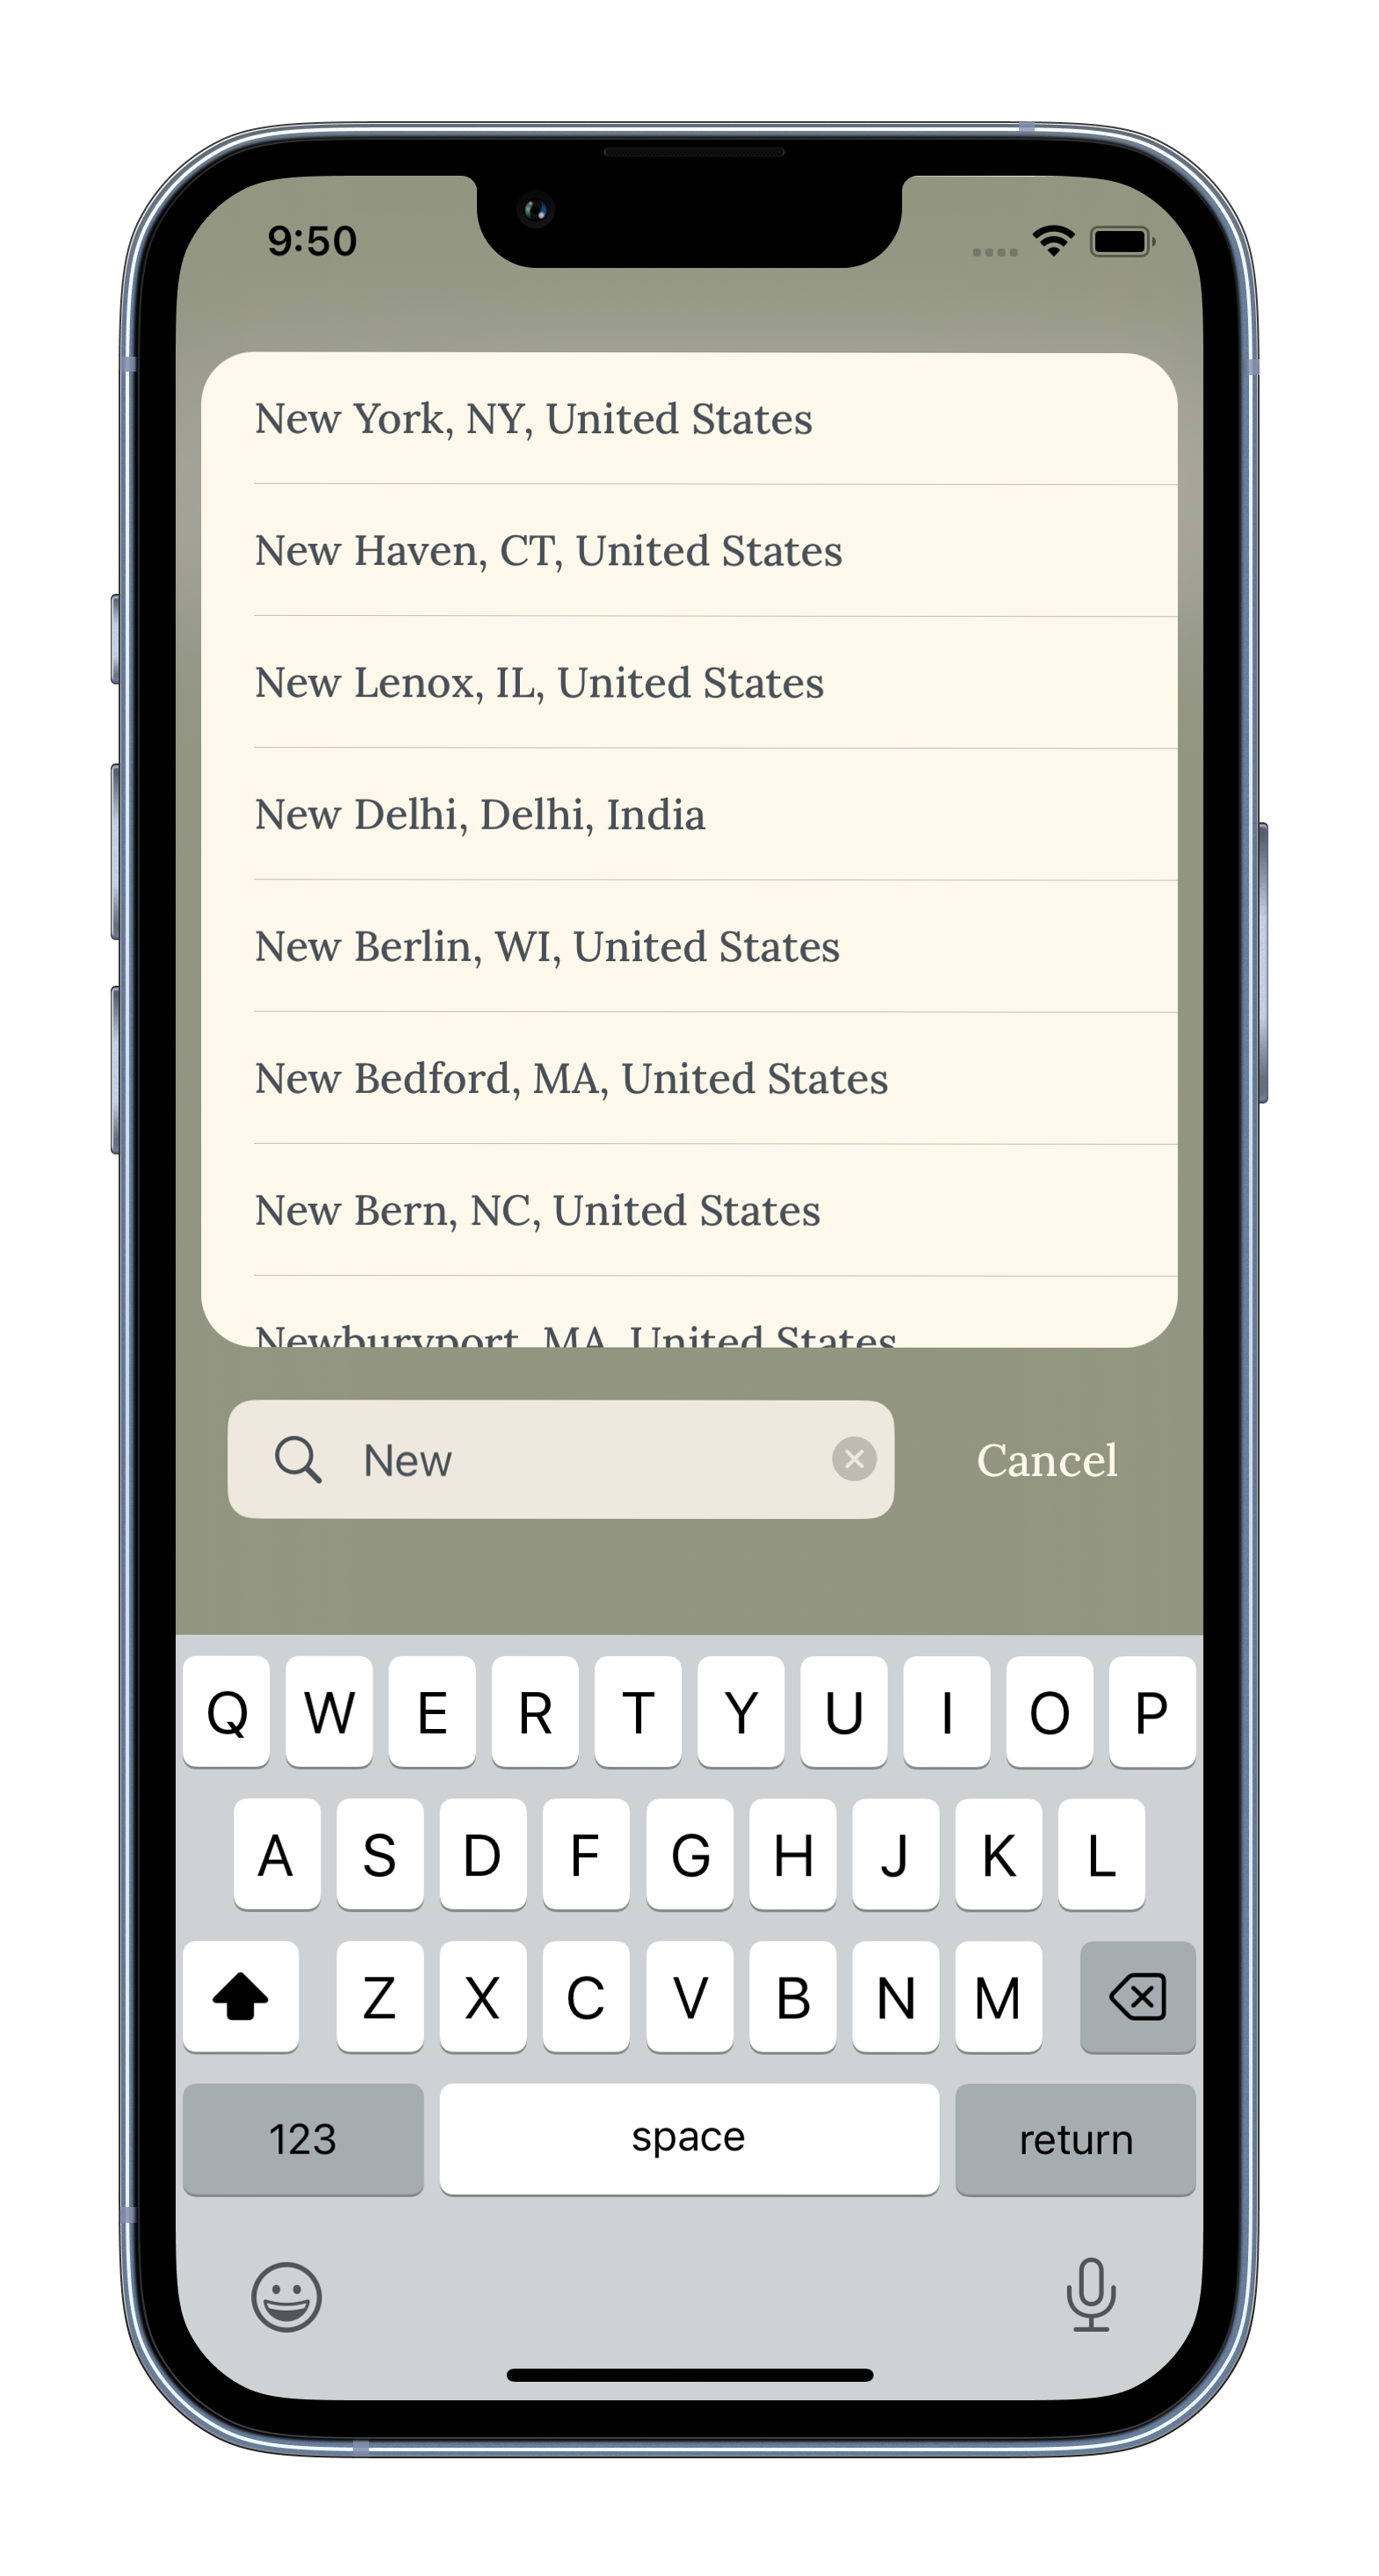 9:50
New York, NY, United States
New Haven, CT, United States
New Lenox, IL, United States
New Delhi, Delhi, India
New Berlin, WI, United States
New Bedford, MA, United States
New Bern, NC, United States
Newburyport, MA, United States
New
Cancel
Q W E R T Y U I O P
A S D F G H J K L
Z X C V B N M
123 space return